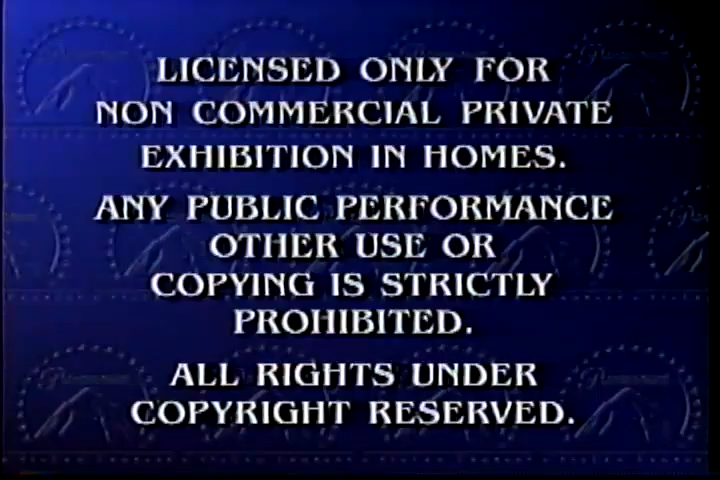 LICENSED ONLY FOR
NON COMMERCIAL PRIVATE
EXHIBITION IN HOMES.
ANY PUBLIC PERFORMANCE
OTHER USE OR
COPYING IS STRICTLY
PROHIBITED.
ALL RIGHTS UNDER
COPYRIGHT RESERVED.